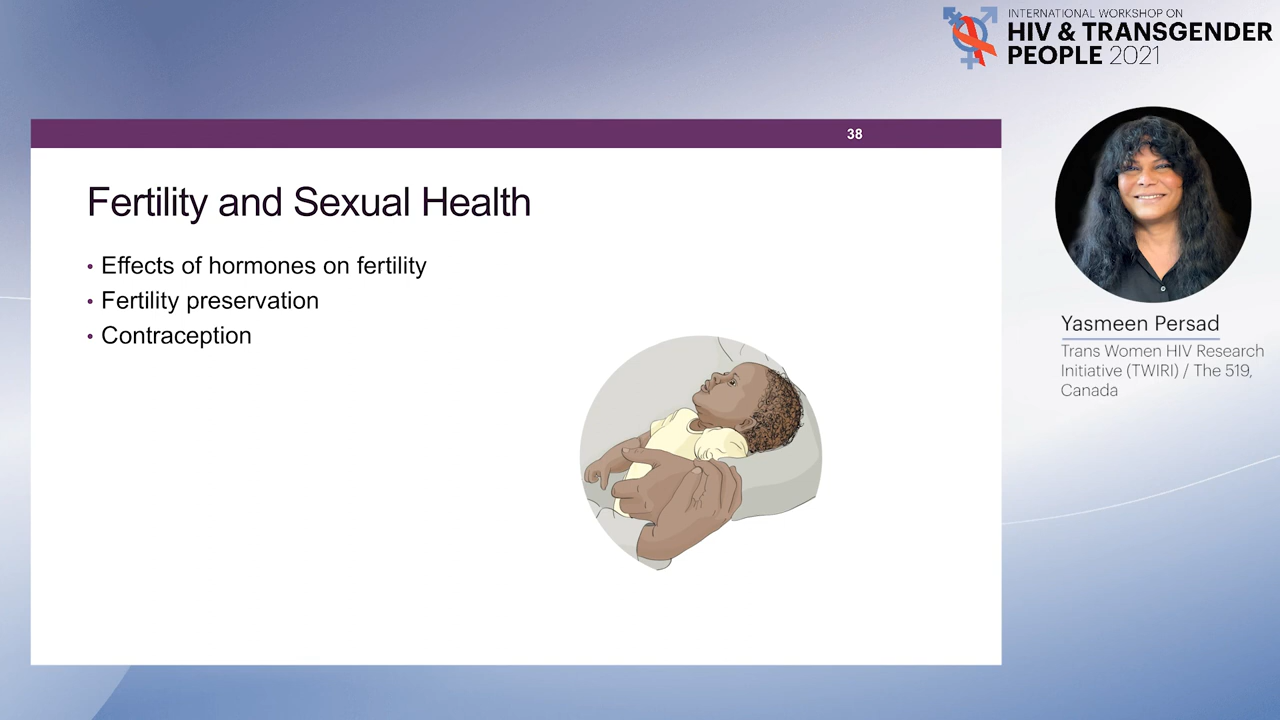 INTERNATIONAL WORKSHOP ON
HIV & TRANSGENDER
PEOPLE 2021
38
Fertility and Sexual Health
• Effects of hormones on fertility
• Fertility preservation
• Contraception
Yasmeen Persad
Trans Women HIV Research
Initiative (TWIRI) / The 519,
Canada